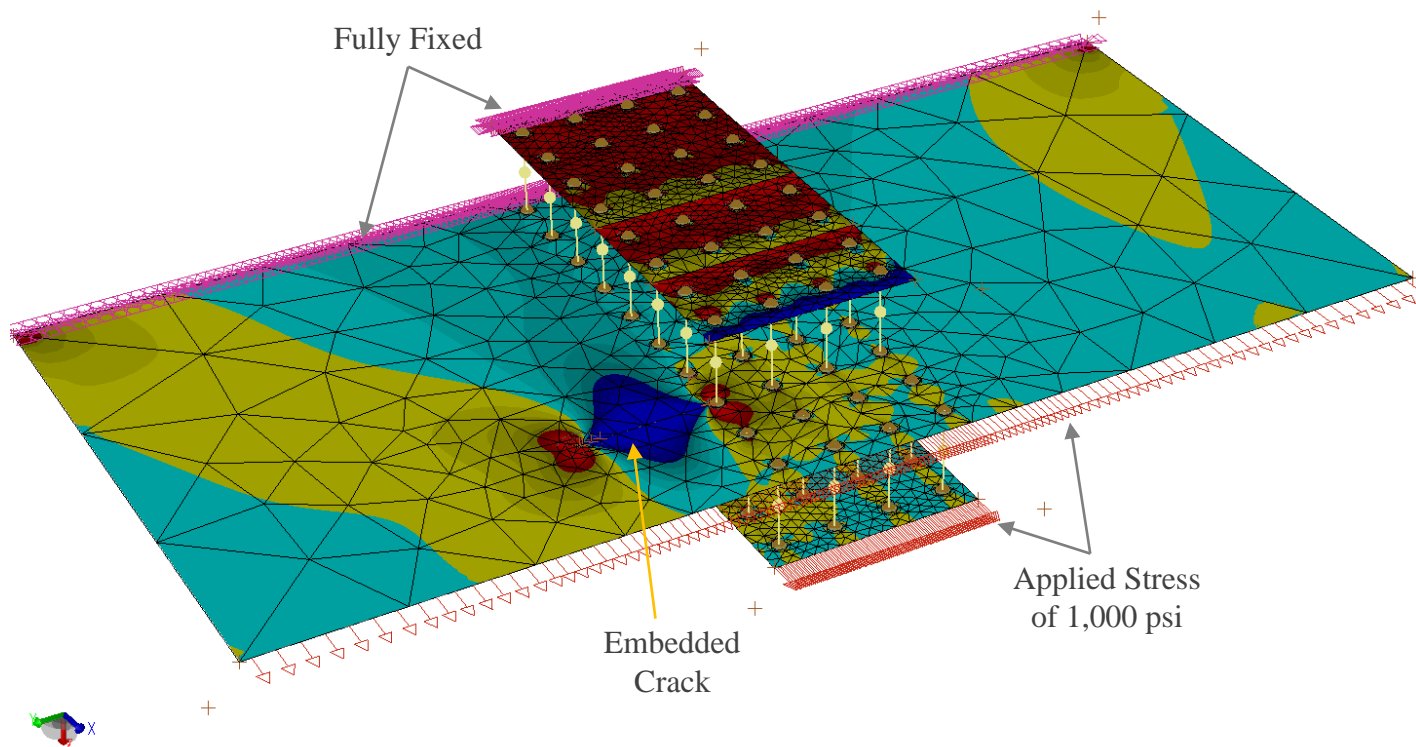 Fully Fixed
Applied Stress
of 1,000 psi
Embedded
Crack
Y
X